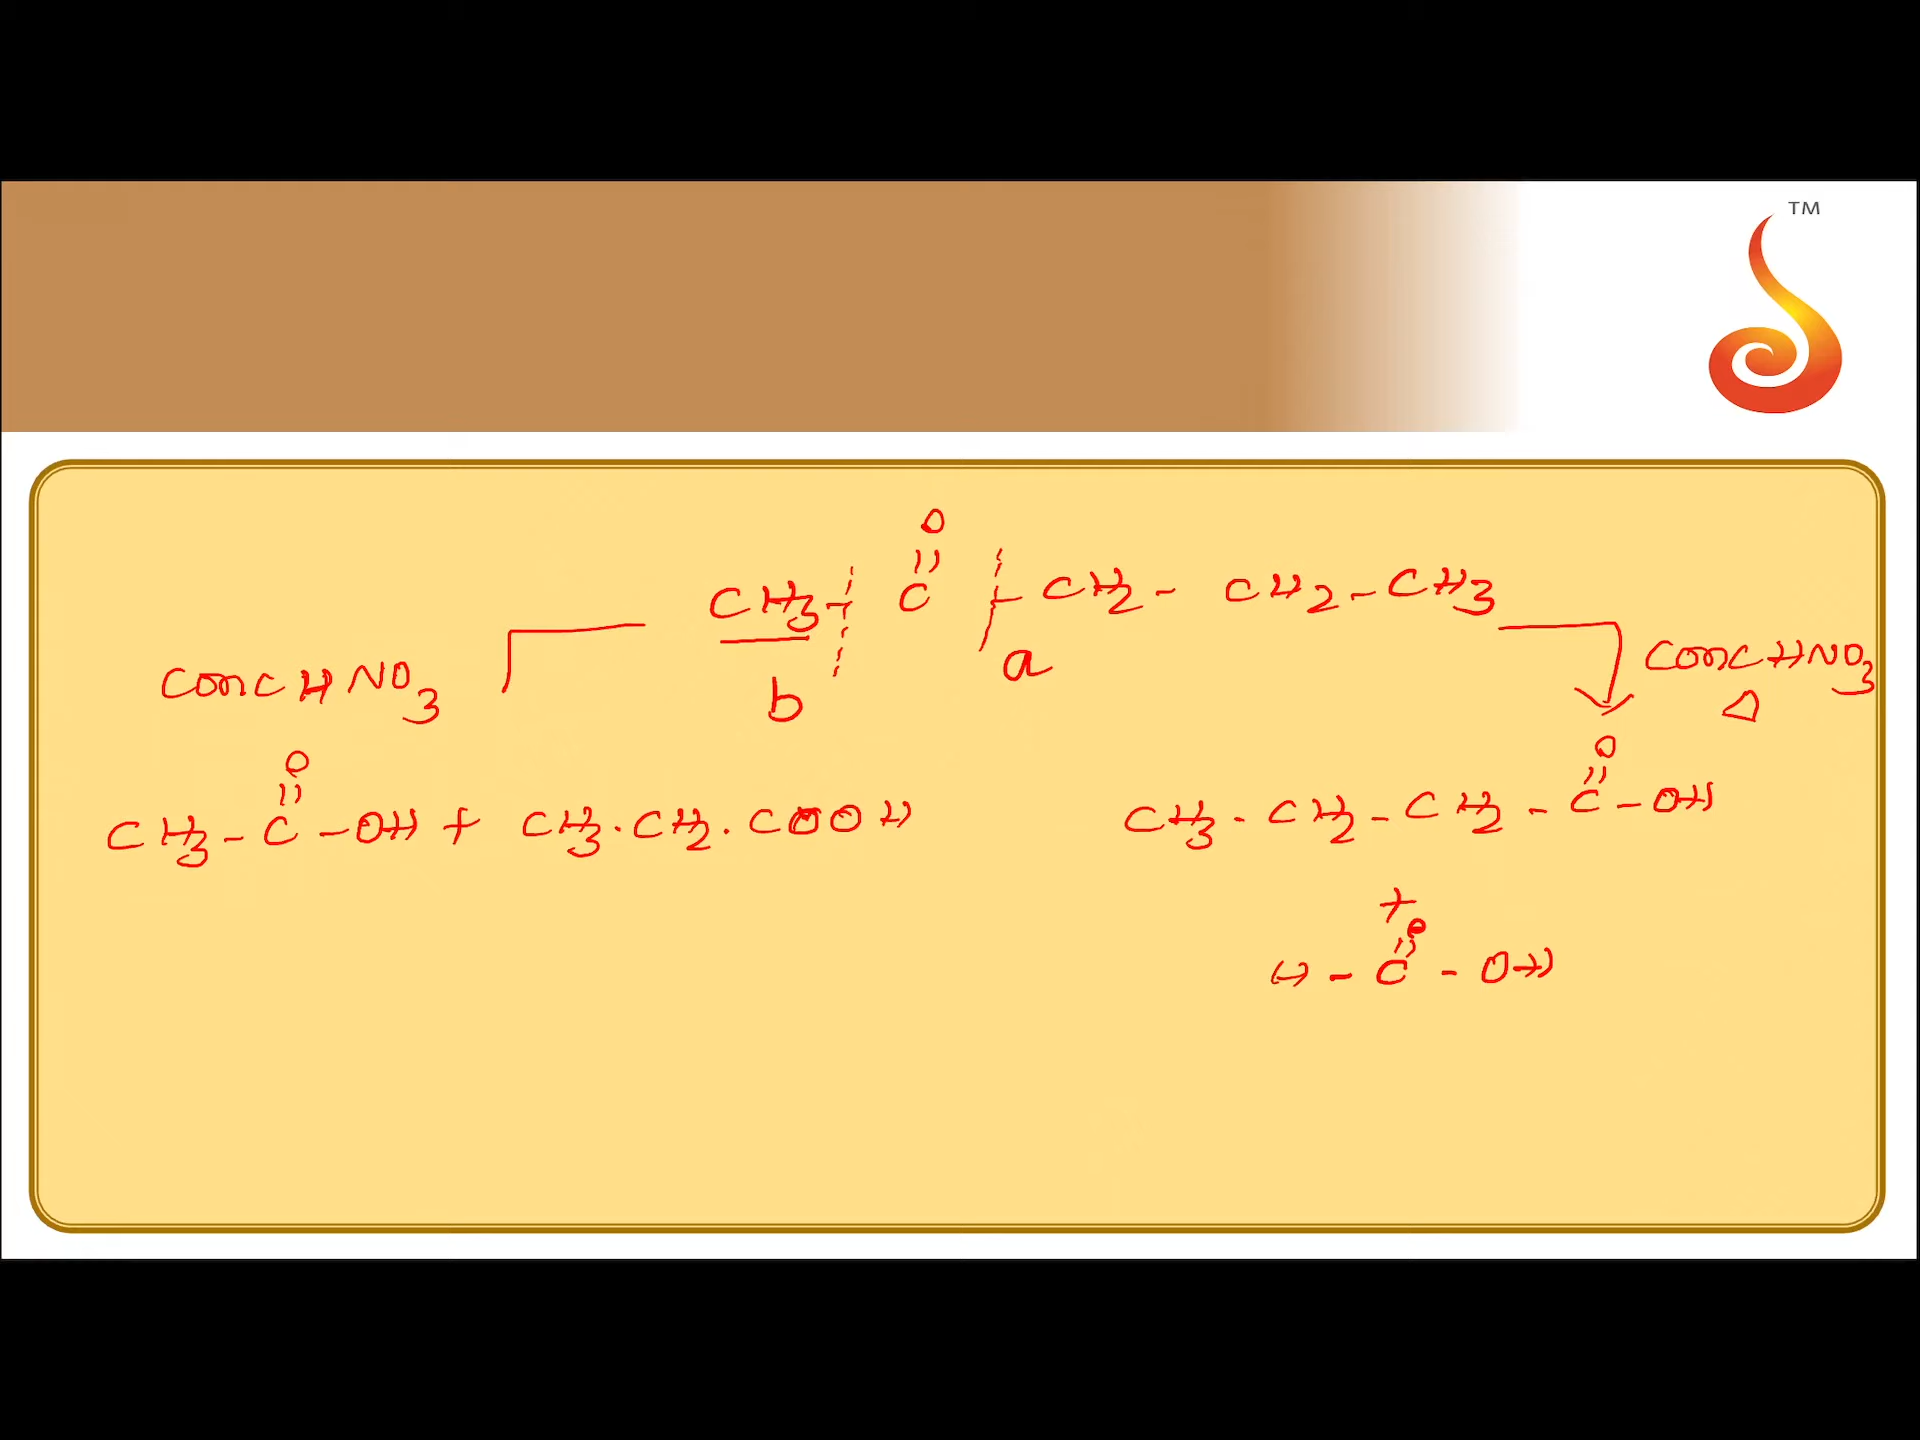 TM
O
||
CH3 - C - CH2 - CH2 - CH3
b a
Conc HNO3
Conc HNO3
Δ
O
||
CH3 - C - OH + CH3 . CH2 . COOH
O
||
CH3 - CH2 - CH2 - C - OH
+
O
||
H - C - OH